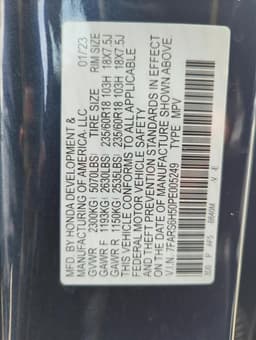 MFD. BY HONDA DEVELOPMENT &
MANUFACTURING OF AMERICA, LLC 01/23
TIRE SIZE RIM SIZE
GVWR 2300KG( 5070LBS)
GAWR F 1193KG( 2630LBS) 235/60R18 103H 18X7.5J
GAWR R 1150KG( 2535LBS) 235/60R18 103H 18X7.5J
THIS VEHICLE CONFORMS TO ALL APPLICABLE
FEDERAL MOTOR VEHICLE SAFETY
AND THEFT PREVENTION STANDARDS IN EFFECT
ON THE DATE OF MANUFACTURE SHOWN ABOVE.
V.I.N. 7FARS6H50PE005249 TYPE MPV